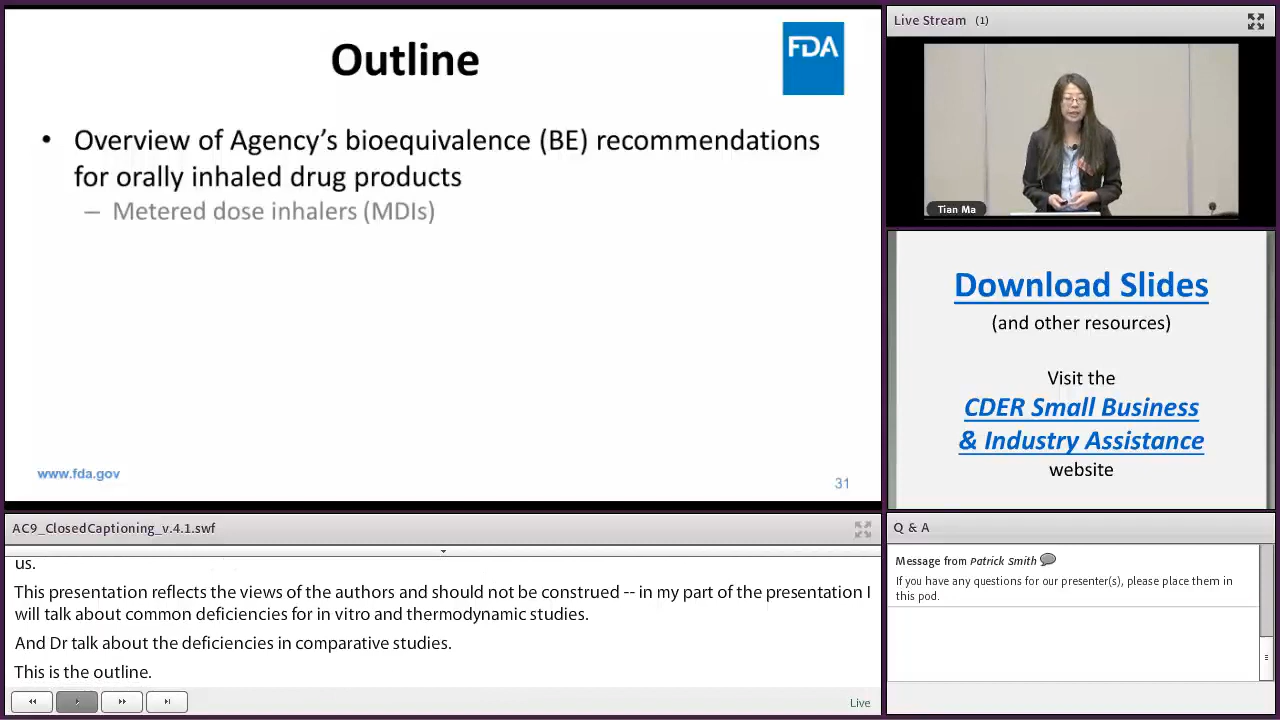 Outline
FDA
• Overview of Agency's bioequivalence (BE) recommendations
for orally inhaled drug products
– Metered dose inhalers (MDIs)
www.fda.gov
31
Live Stream (1)
Tian Ma
Download Slides
(and other resources)
Visit the
CDER Small Business
& Industry Assistance
website
AC9_ClosedCaptioning_v.4.1.swf
us.
This presentation reflects the views of the authors and should not be construed -- in my part of the presentation I
will talk about common deficiencies for in vitro and thermodynamic studies.
And Dr talk about the deficiencies in comparative studies.
This is the outline.
Live
Q & A
Message from Patrick Smith
If you have any questions for our presenter(s), please place them in
this pod.